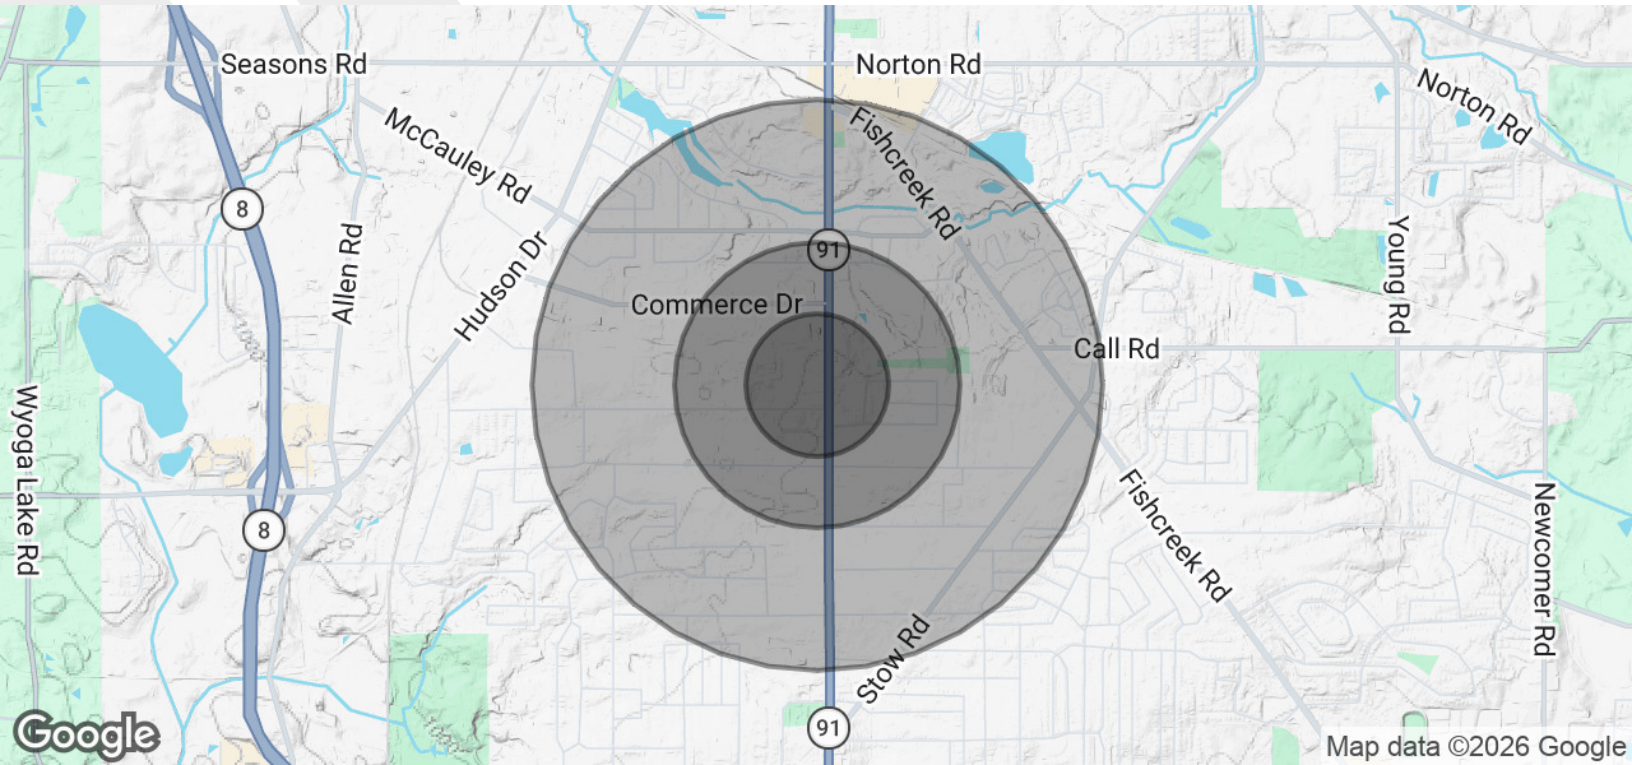 Seasons Rd
Norton Rd
Norton Rd
McCauley Rd
Fishcreek Rd
8
Allen Rd
Hudson Dr
91
Young Rd
Commerce Dr
Call Rd
Wyoga Lake Rd
8
Fishcreek Rd
Newcomer Rd
Stow Rd
91
Google
Map data ©2026 Google